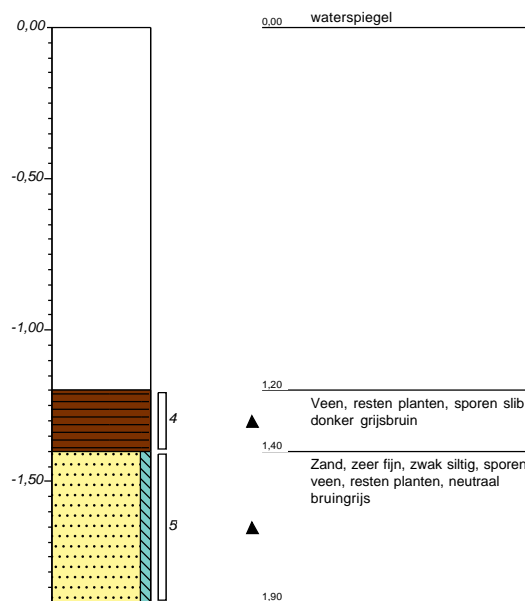 0,00
0,00
waterspiegel
-0,50
-1,00
1,20
Veen, resten planten, sporen slib
donker grijsbruin
4
1,40
Zand, zeer fijn, zwak siltig, sporen
veen, resten planten, neutraal
bruingrijs
-1,50
5
1,90